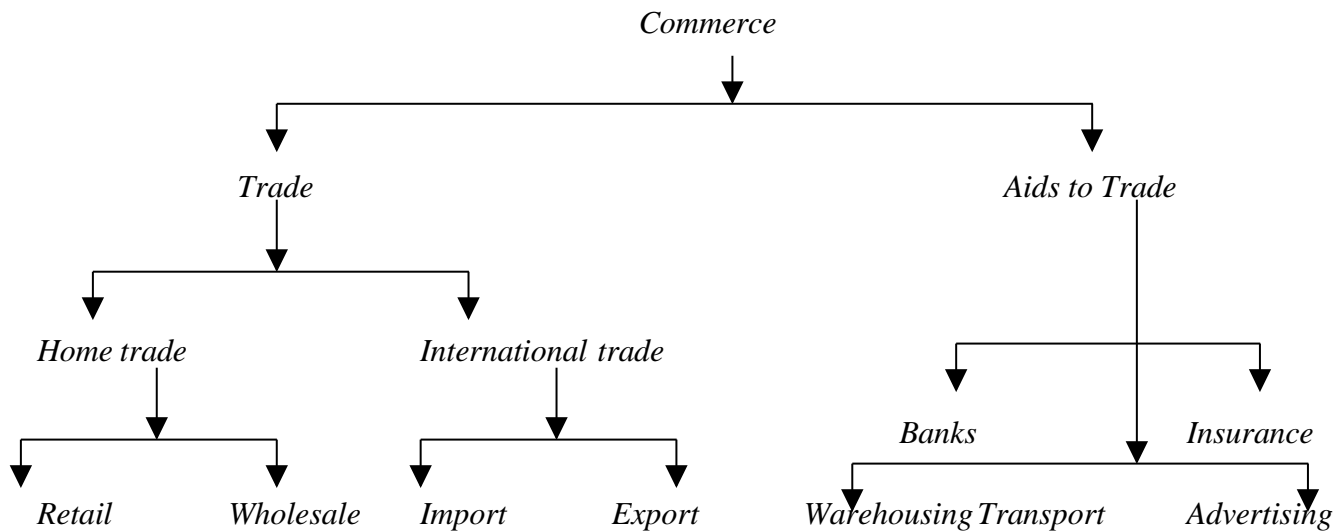 Commerce
Trade Aids to Trade
Home trade International trade
Banks Insurance
Retail Wholesale Import Export Warehousing Transport Advertising